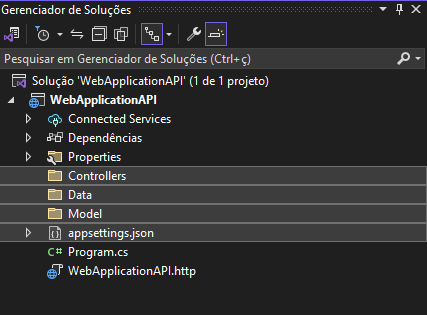 Gerenciador de Soluções
Pesquisar em Gerenciador de Soluções (Ctrl+ç)
Solução 'WebApplicationAPI' (1 de 1 projeto)
WebApplicationAPI
Connected Services
Dependências
Properties
Controllers
Data
Model
appsettings.json
C# Program.cs
WebApplicationAPI.http